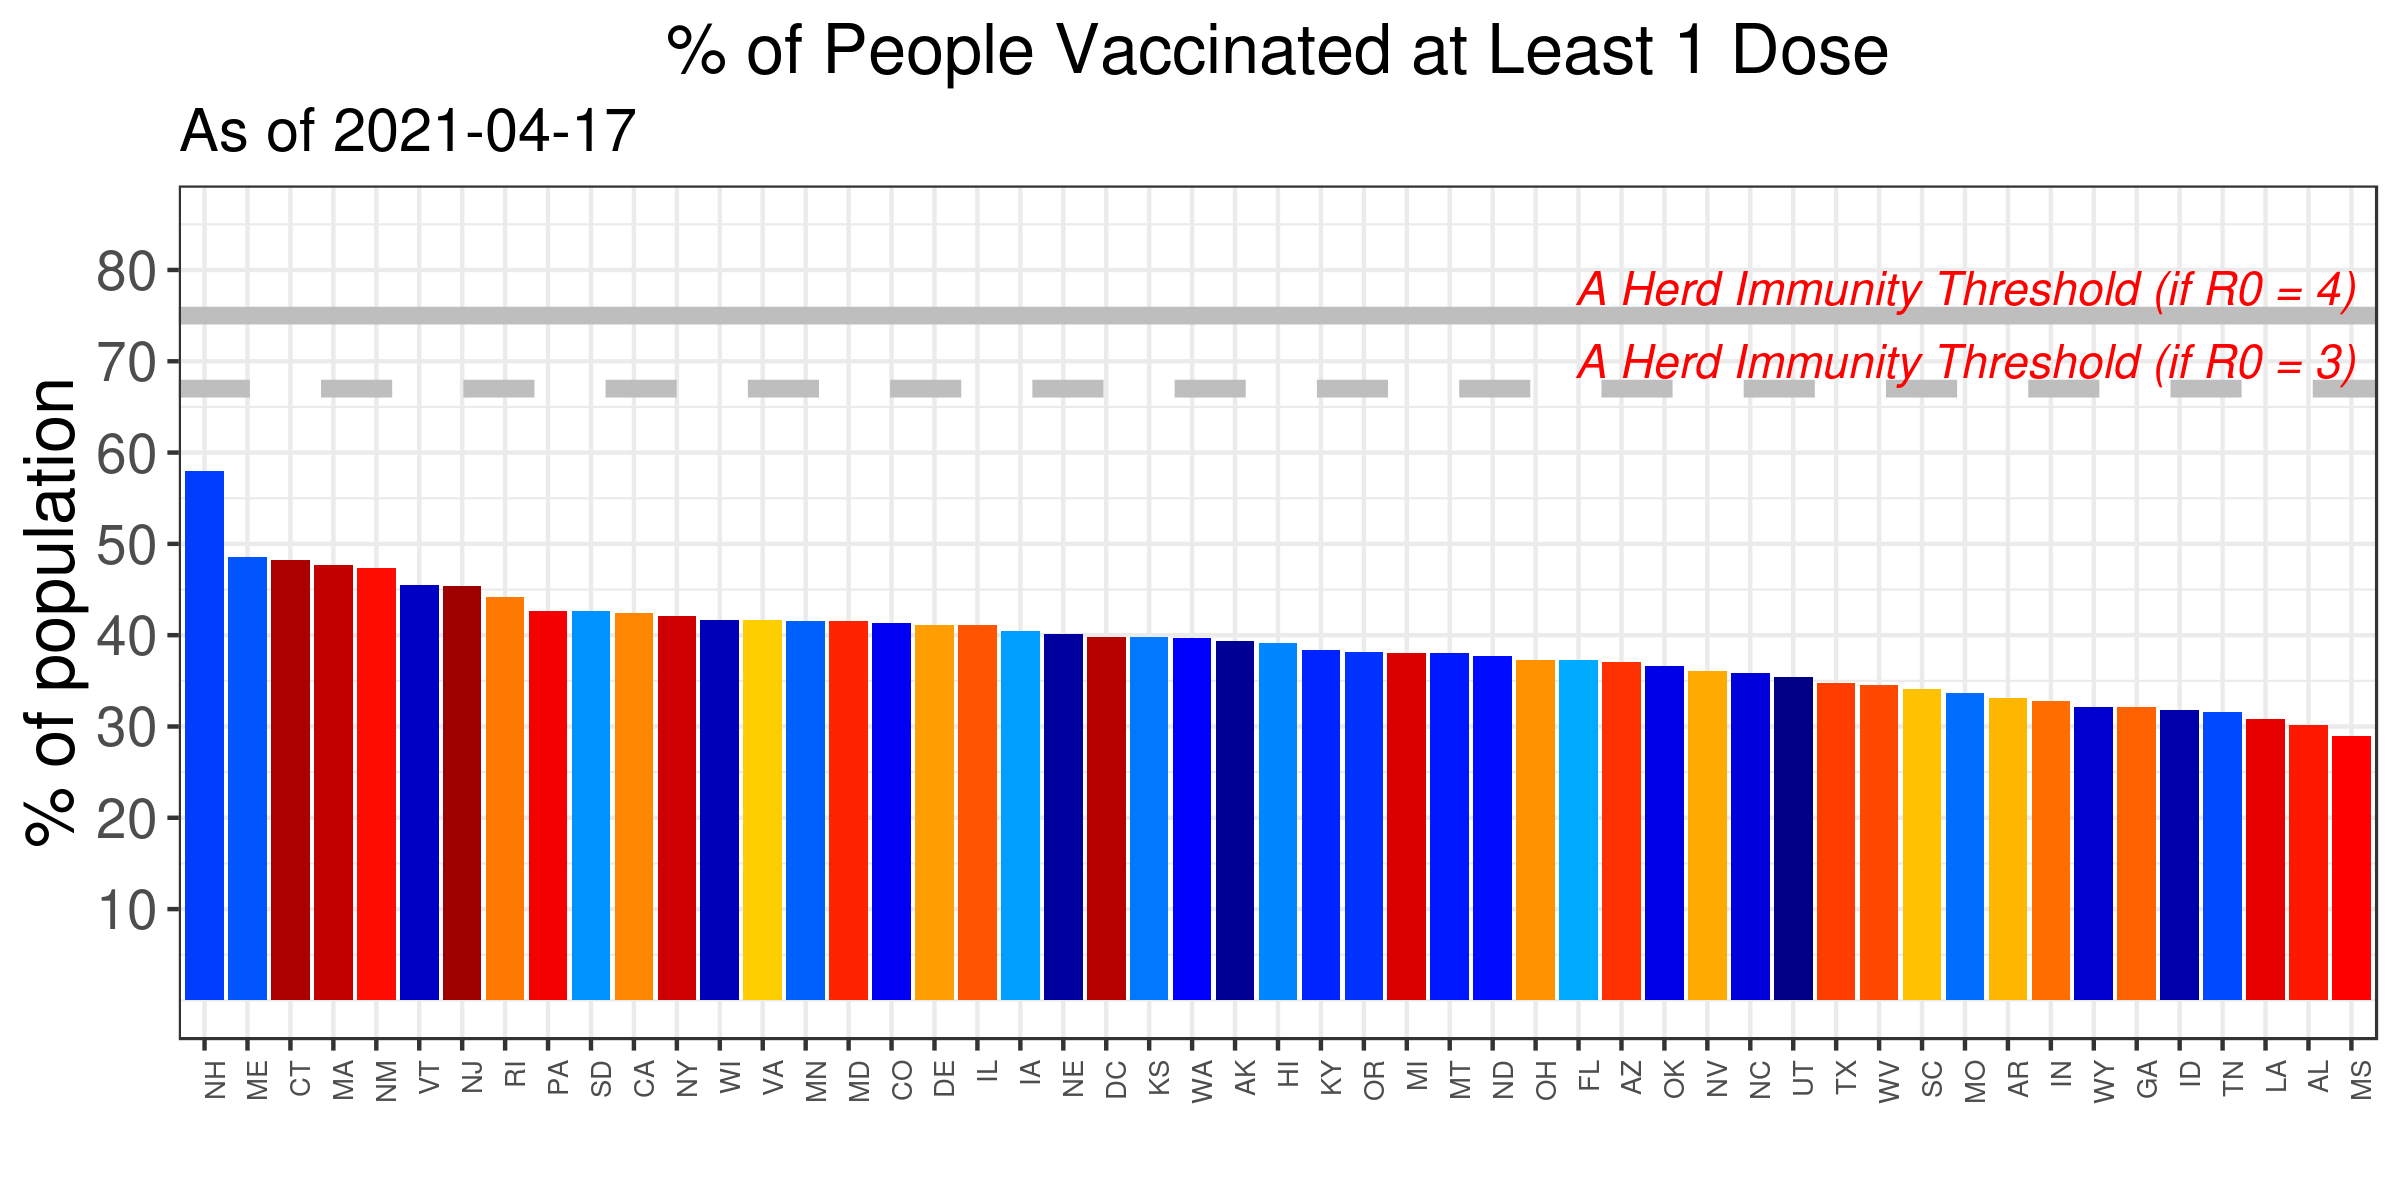 % of People Vaccinated at Least 1 Dose
As of 2021-04-17
% of population
80
70
60
50
40
30
20
10
A Herd Immunity Threshold (if R0 = 4)
A Herd Immunity Threshold (if R0 = 3)
NH ME CT MA NM VT NJ RI PA SD CA NY WI VA MN MD CO DE IL IA NE DC KS WA AK HI KY OR MI MT ND OH FL AZ OK NV NC UT TX WV SC MO AR IN WY GA ID TN LA AL MS